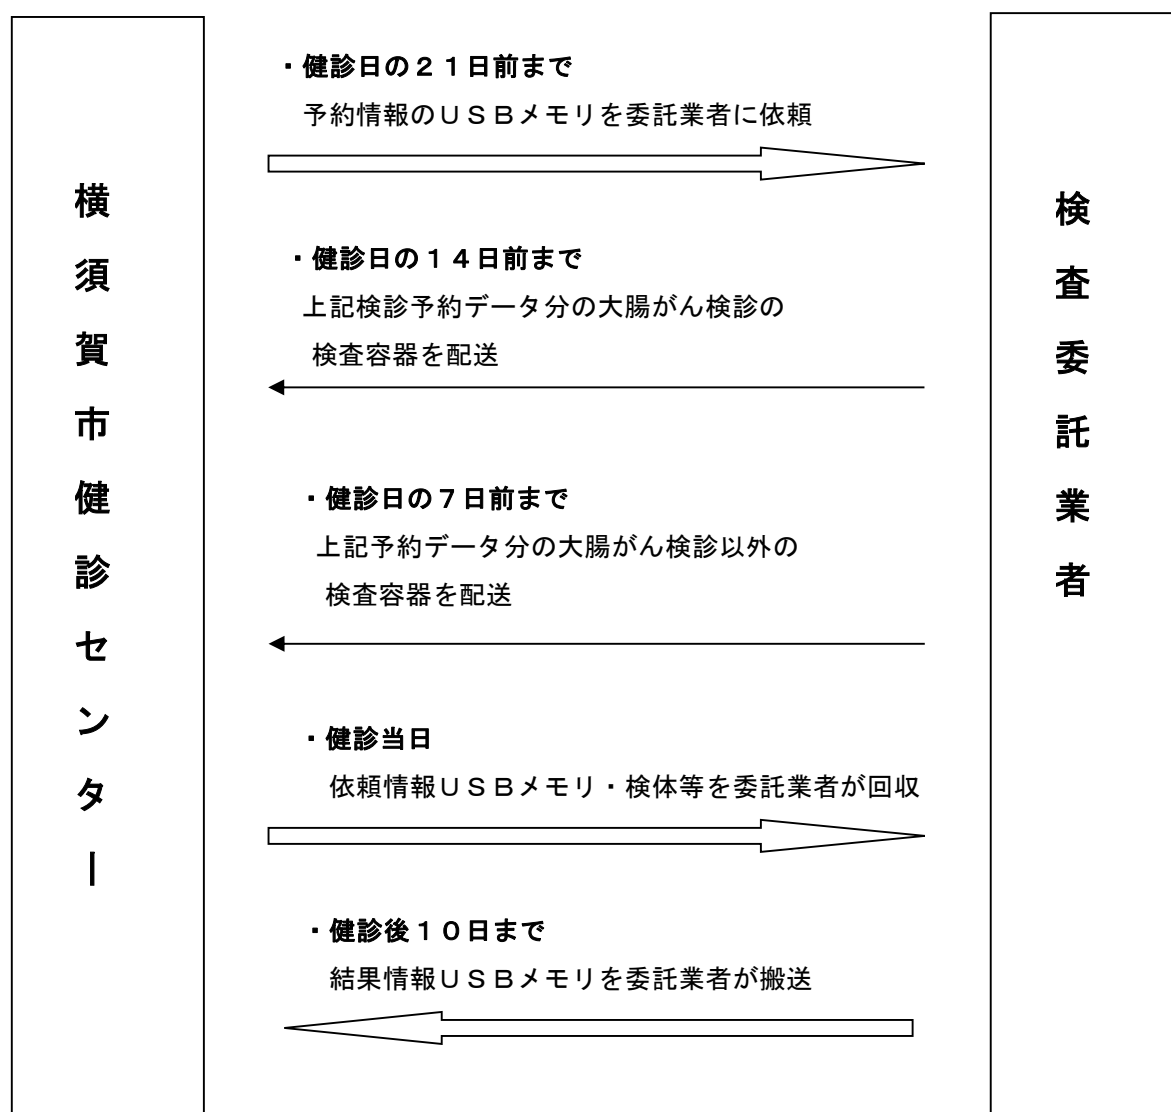 横須賀市健診センター
・健診日の２１日前まで
予約情報のＵＳＢメモリを委託業者に依頼
・健診日の１４日前まで
上記検診予約データ分の大腸がん検診の
検査容器を配送
・健診日の７日前まで
上記予約データ分の大腸がん検診以外の
検査容器を配送
・健診当日
依頼情報ＵＳＢメモリ・検体等を委託業者が回収
・健診後１０日まで
結果情報ＵＳＢメモリを委託業者が搬送
検査委託業者